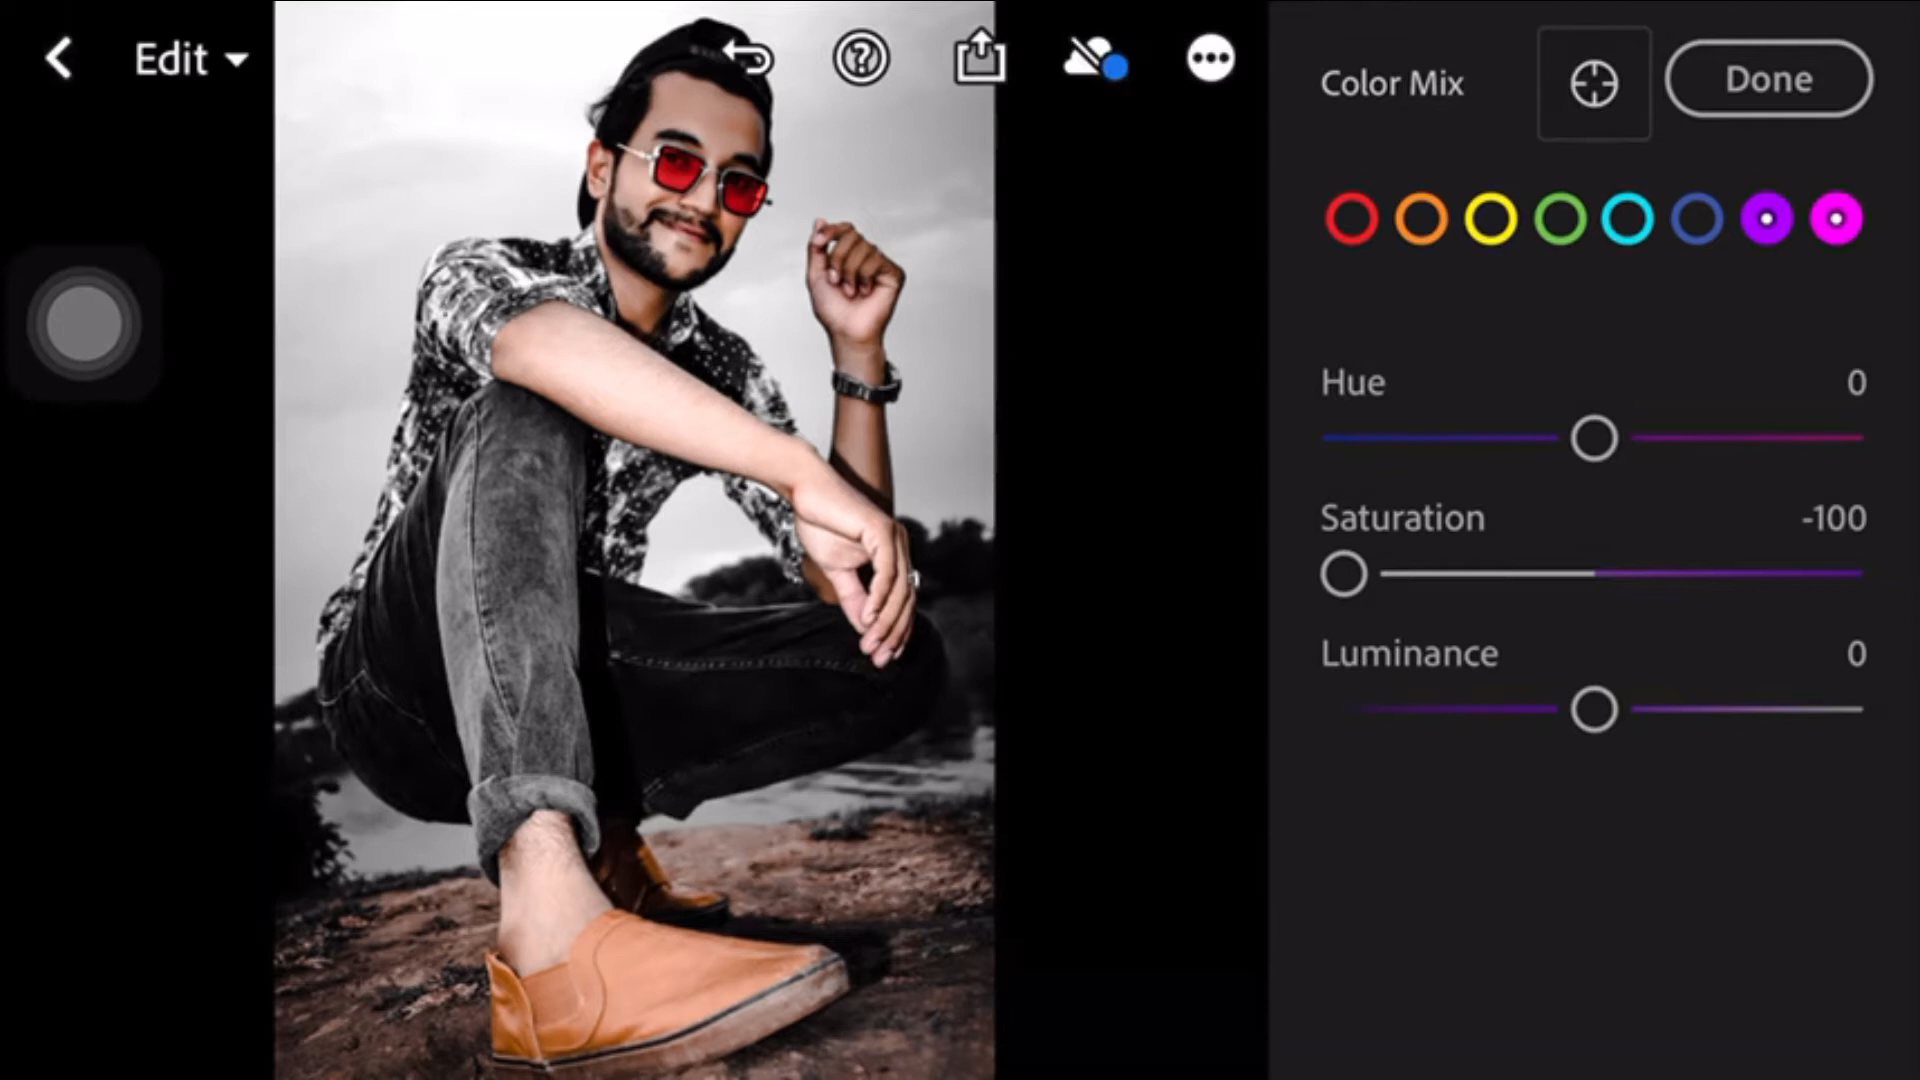 Edit
Color Mix
Done
Hue 0
Saturation -100
Luminance 0